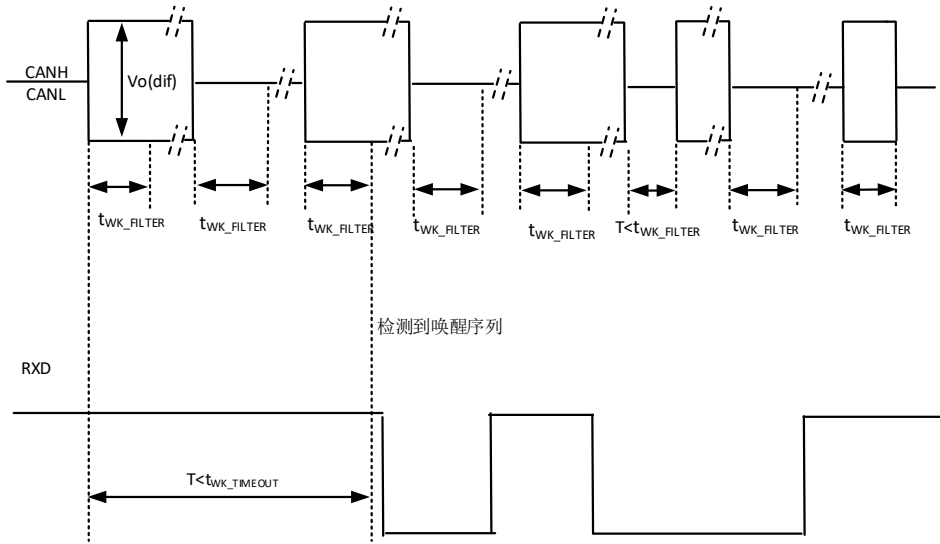 CANH
CANL
Vo(dif)
tWK_FILTER
tWK_FILTER
tWK_FILTER
tWK_FILTER
tWK_FILTER
T<tWK_FILTER
tWK_FILTER
tWK_FILTER
检测到唤醒序列
RXD
T<tWK_TIMEOUT